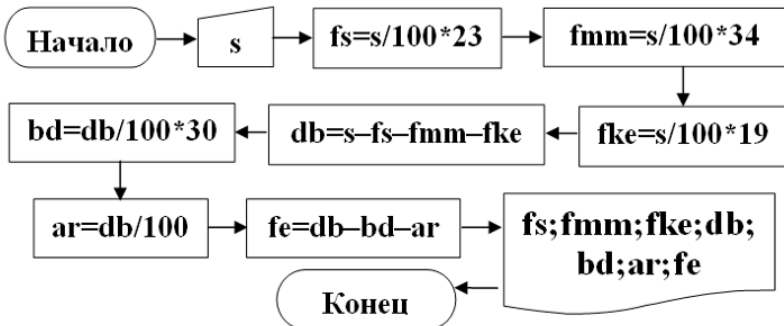 Начало
s
fs=s/100*23
fmm=s/100*34
fke=s/100*19
db=s–fs–fmm–fke
bd=db/100*30
ar=db/100
fe=db–bd–ar
fs;fmm;fke;db;
bd;ar;fe
Конец